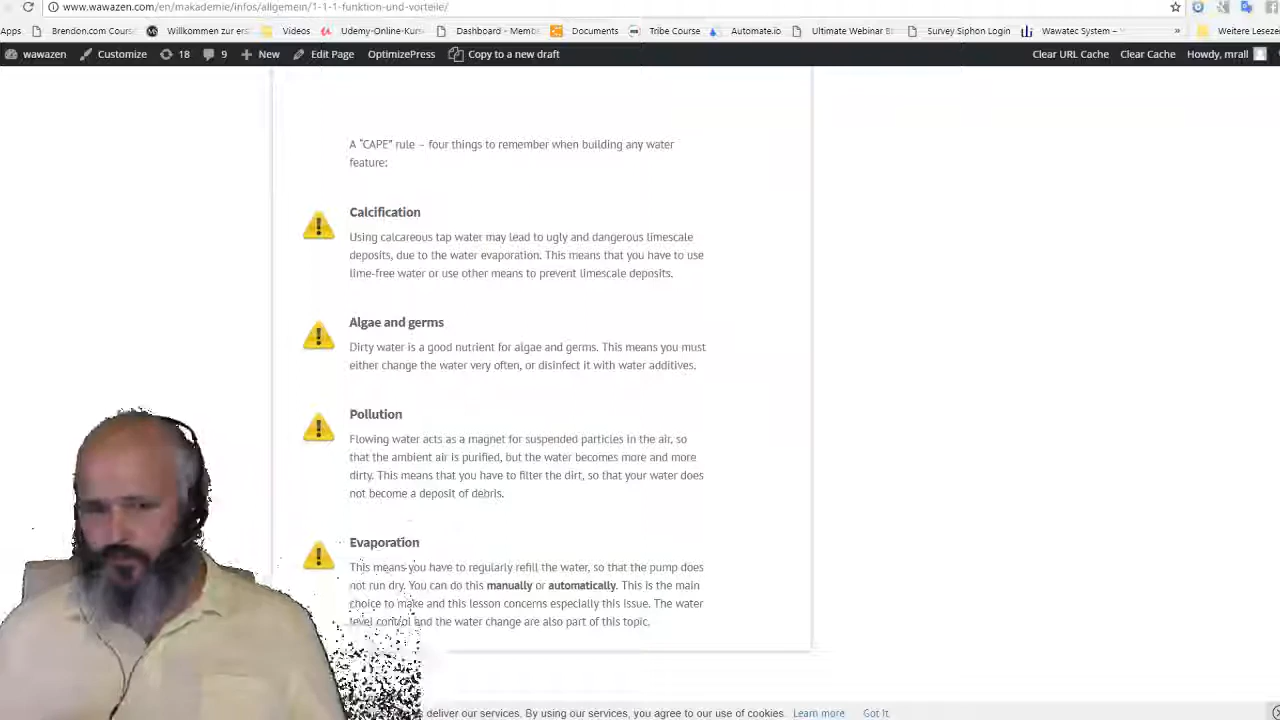 www.wawazen.com/en/makademie/infos/allgemein/1-1-1-funktion-und-vorteile/
Apps Brendon.com Cours Willkommen zur ers Videos Udemy-Online-Kurs Dashboard – Memb Documents Tribe Course Automate.io Ultimate Webinar B Survey Siphon Login Wawatec System – » Weitere Lesezei
wawazen Customize 18 9 New Edit Page OptimizePress Copy to a new draft Clear URL Cache Clear Cache Howdy, mrall
A “CAPE” rule – four things to remember when building any water
feature:
Calcification
Using calcareous tap water may lead to ugly and dangerous limescale
deposits, due to the water evaporation. This means that you have to use
lime-free water or use other means to prevent limescale deposits.
Algae and germs
Dirty water is a good nutrient for algae and germs. This means you must
either change the water very often, or disinfect it with water additives.
Pollution
Flowing water acts as a magnet for suspended particles in the air, so
that the ambient air is purified, but the water becomes more and more
dirty. This means that you have to filter the dirt, so that your water does
not become a deposit of debris.
Evaporation
This means you have to regularly refill the water, so that the pump does
not run dry. You can do this manually or automatically. This is the main
choice to make and this lesson concerns especially this issue. The water
level control and the water change are also part of this topic.
deliver our services. By using our services, you agree to our use of cookies. Learn more Got It.